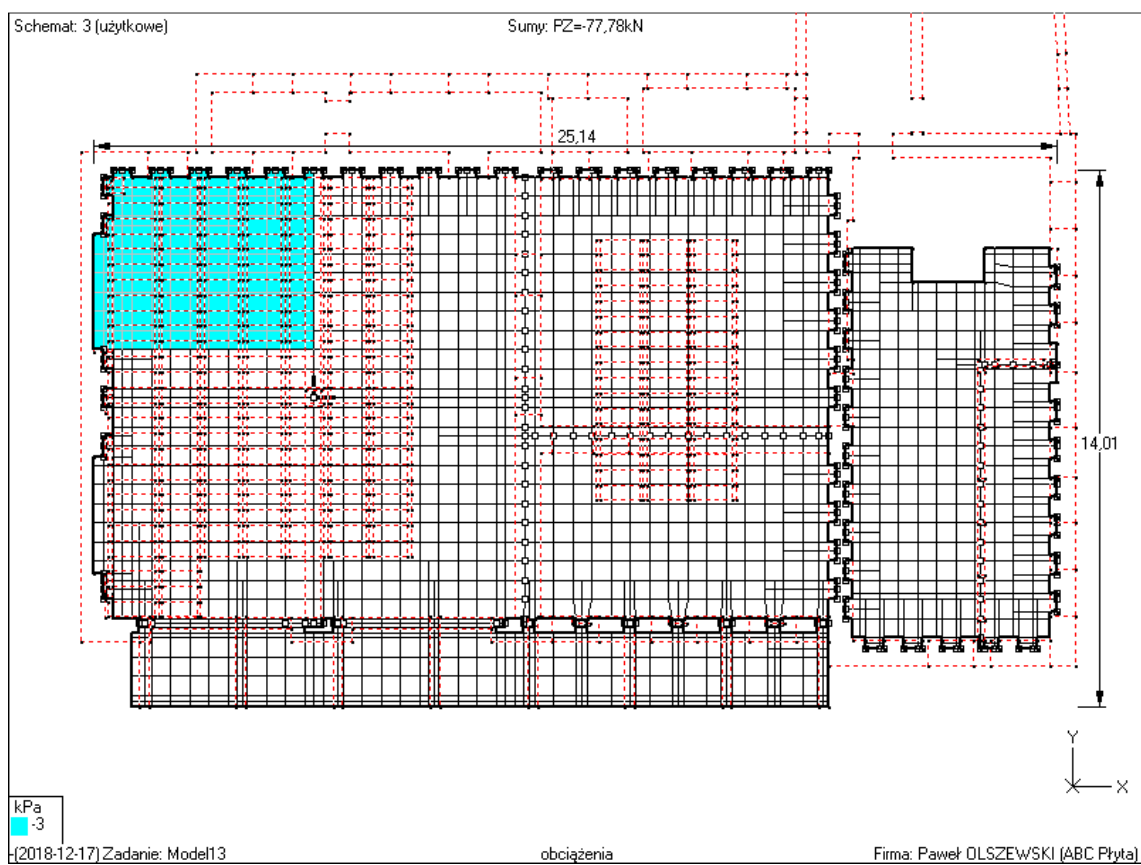 Schemat: 3 (użytkowe) Sumy: PZ=-77,78kN
25,14
14,01
Y
X
kPa
-3
-(2018-12-17) Zadanie: Model13 obciążenia Firma: Paweł OLSZEWSKI (ABC Płyta)